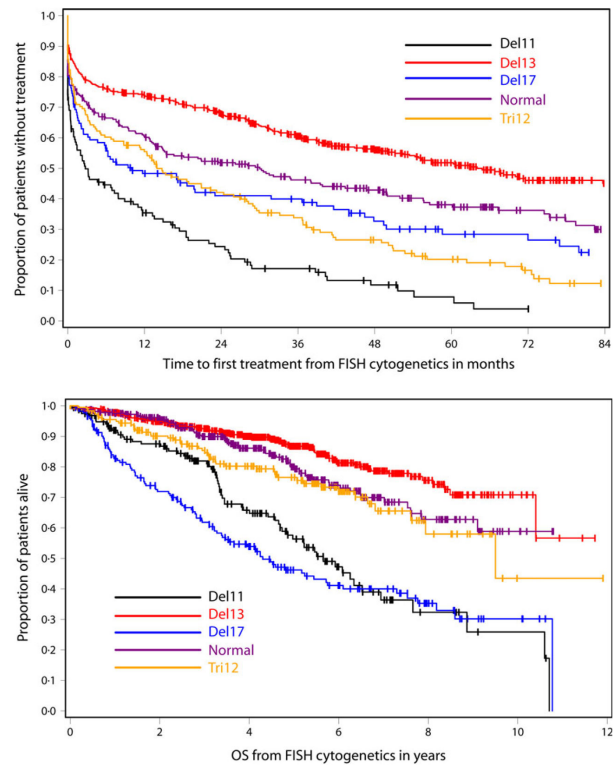 1·0
0·9
0·8
0·7
0·6
0·5
0·4
0·3
0·2
0·1
0·0
Proportion of patients without treatment
Del11
Del13
Del17
Normal
Tri12
0 12 24 36 48 60 72 84
Time to first treatment from FISH cytogenetics in months
1·0
0·9
0·8
0·7
0·6
0·5
0·4
0·3
0·2
0·1
0·0
Proportion of patients alive
Del11
Del13
Del17
Normal
Tri12
0 2 4 6 8 10 12
OS from FISH cytogenetics in years